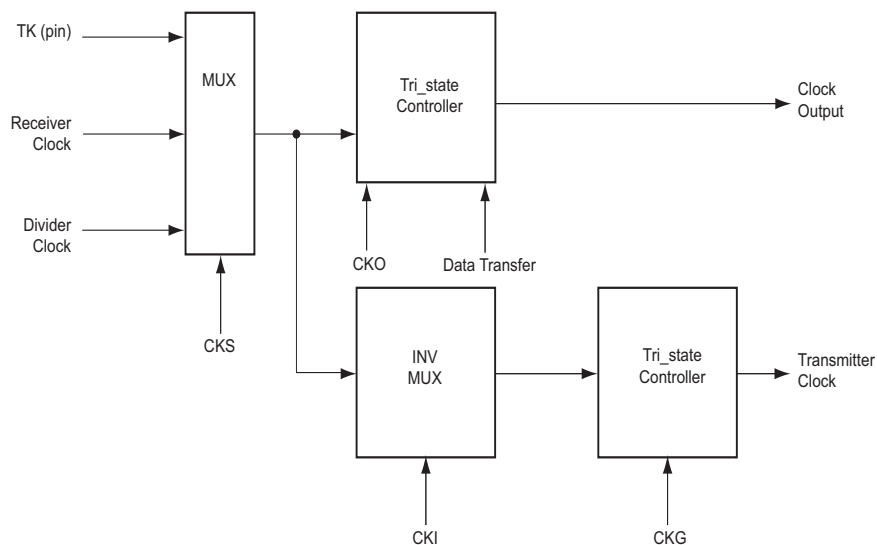 TK (pin)
MUX
Tri_state
Controller
Clock
Output
Receiver
Clock
Divider
Clock
CKO
Data Transfer
CKS
INV
MUX
Tri_state
Controller
Transmitter
Clock
CKI
CKG